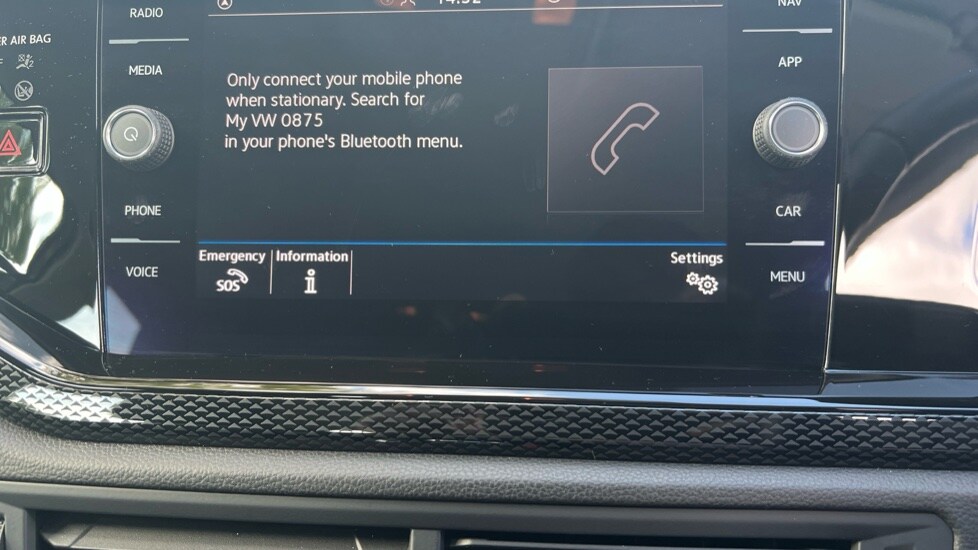 RADIO
NAV
R AIR BAG
MEDIA
APP
Only connect your mobile phone
when stationary. Search for
My VW 0875
in your phone's Bluetooth menu.
PHONE
CAR
Emergency
Information
Settings
SOS
VOICE
MENU